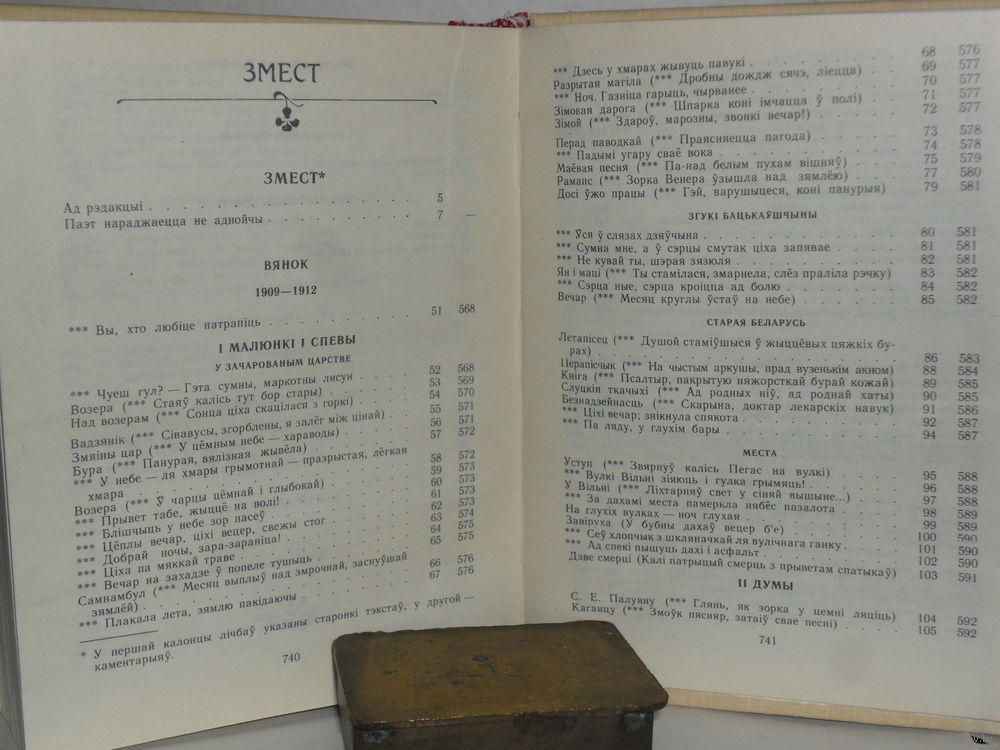 ЗМЕСТ
ЗМЕСТ*
Ад рэдакцыі . . . 5
Паэт нараджаецца не аднойчы . . . 7 —
ВЯНОК
1909—1912
*** Вы, хто любіце натрапіць . . . 51 568
І МАЛЮНКІ І СПЕВЫ
У ЗАЧАРОВАНЫМ ЦАРСТВЕ
*** Чуеш гул? — Гэта сумны, маркотны лясун . . . 52 568
Возера (*** Стаяў калісь тут бор стары) . . . 53 569
Над возерам (*** Сонца ціха скацілася з горкі) . . . 54 570
Вадзянік (*** Сівавусы, згорблены, я залёг між цінай) . . . 55 571
Змяіны цар (*** У цёмным небе — хараводы) . . . 56 571
Бура (*** Панурая, вялізная жывёла) . . . 57 572
*** У небе — ля хмары грымотнай — празрыстая, лёгкая
хмара . . . 58 572
Возера (*** Ў чарцы цёмнай і глыбокай) . . . 59 573
*** Прывет табе, жыццё на волі! . . . 60 573
*** Блішчыць у небе зор пасеў . . . 61 573
*** Цёплы вечар, ціхі вецер, свежы стог . . . 62 573
*** Добрай ночы, зара-зараніца! . . . 63 574
*** Ціха па мяккай траве . . . 64 575
*** Вечар на захадзе ў попеле тушыць . . . 65 575
Самнамбул (*** Месяц выплыў над змрочнай, заснуўшай
зямлёй) . . . 66 576
*** Плакала лета, зямлю пакідаючы . . . 67 576
* У першай калонцы лічбаў указаны старонкі тэкстаў, у другой —
каментарыяў.
740
*** Дзесь у хмарах жывуць павукі . . . 68 576
Разрытая магіла (*** Дробны дождж сячэ, ліецца) . . . 69 577
*** Ноч. Газніца гарыць, чырванее . . . 70 577
Зімовая дарога (*** Шпарка коні імчацца ў полі) . . . 71 577
Зімой (*** Здароў, марозны, звонкі вечар!) . . . 72 577
Перад паводкай (*** Праясняецца пагода) . . . 73 578
*** Падымі угару сваё вока . . . 74 578
Маёвая песня (*** Па-над белым пухам вішняў) . . . 75 579
Раманс (*** Зорка Венера ўзышла над зямлёю) . . . 77 580
Досі ўжо працы (*** Гэй, варушыцеся, коні панурыя) . . . 79 581
ЗГУКІ БАЦЬКАЎШЧЫНЫ
*** Ўся ў слязах дзяўчына . . . 80 581
*** Сумна мне, а ў сэрцы смутак ціха запявае . . . 81 581
*** Не кувай ты, шэрая зязюля . . . 82 581
Ян і маці (*** Ты стамілася, змарнела, слёз праліла рэчку) 83 582
*** Сэрца ные, сэрца кроіцца ад болю . . . 84 582
Вечар (*** Месяц круглы ўстаў на небе) . . . 85 582
СТАРАЯ БЕЛАРУСЬ
Летапісец (*** Душой стаміўшыся ў жыццёвых цяжкіх бу-
рах) . . . 86 583
Перапісчык (*** На чыстым аркушы, прад вузенькім акном) 88 584
Кніга (*** Псалтыр, пакрытую няжорсткай бурай кожай) 89 585
Слуцкія ткачыхі (*** Ад родных ніў, ад роднай хаты) 90 585
Безнадзейнасць (*** Скарына, доктар лекарскіх навук) 91 586
*** Ціхі вечар; знікнула спякота . . . 92 587
*** Па ляду, у глухім бары . . . 94 587
МЕСТА
Уступ (*** Звярнуў калісь Пегас на вулкі) . . . 95 588
*** Вулкі Вільні зіяюць і гулка грымяць! . . . 96 588
У Вільні (*** Ліхтарняў свет у сіняй вышыне...) . . . 97 588
*** За дахамі места памеркла нябёс пазалота . . . 98 589
На глухіх вулках — ноч глухая . . . 99 589
Завіруха (Ў бубны дахаў вецер б'е) . . . 100 590
*** Сеў хлопчык з шкляначкай ля вулічнага ганку . . . 101 590
*** Ад спекі пышуць дахі і асфальт . . . 102 590
Дзве смерці (Калі патрыцый смерць з прыветам спатыкаў) 103 591
ІІ ДУМЫ
С. Е. Палуяну (*** Глянь, як зорка у цемні ляціць) . . . 104 592
Каганцу (*** Змоўк пясняр, затаіў свае песні) . . . 105 592
741